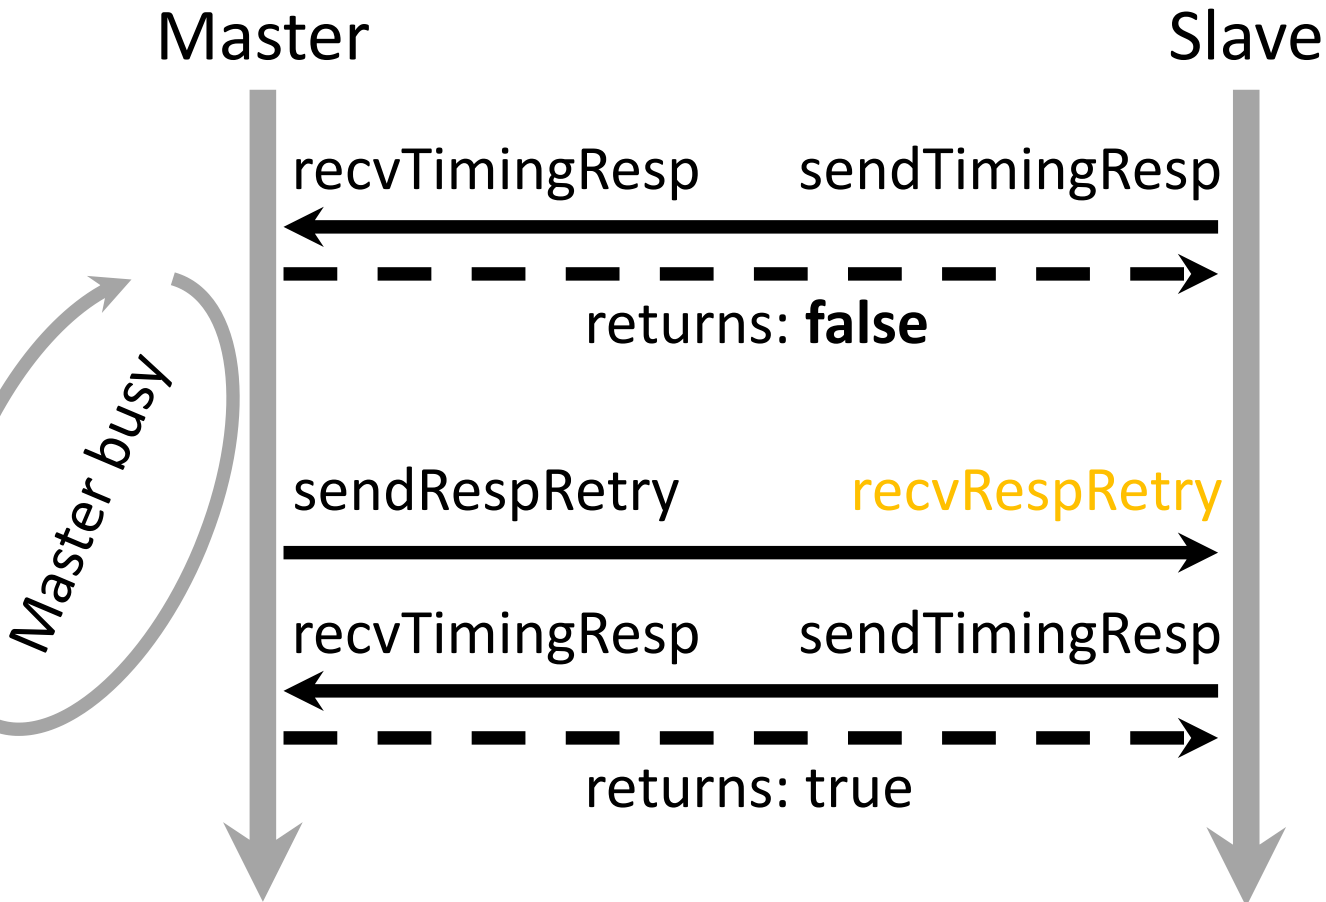 Master Slave
recvTimingResp sendTimingResp
returns: false
Master busy
sendRespRetry recvRespRetry
recvTimingResp sendTimingResp
returns: true